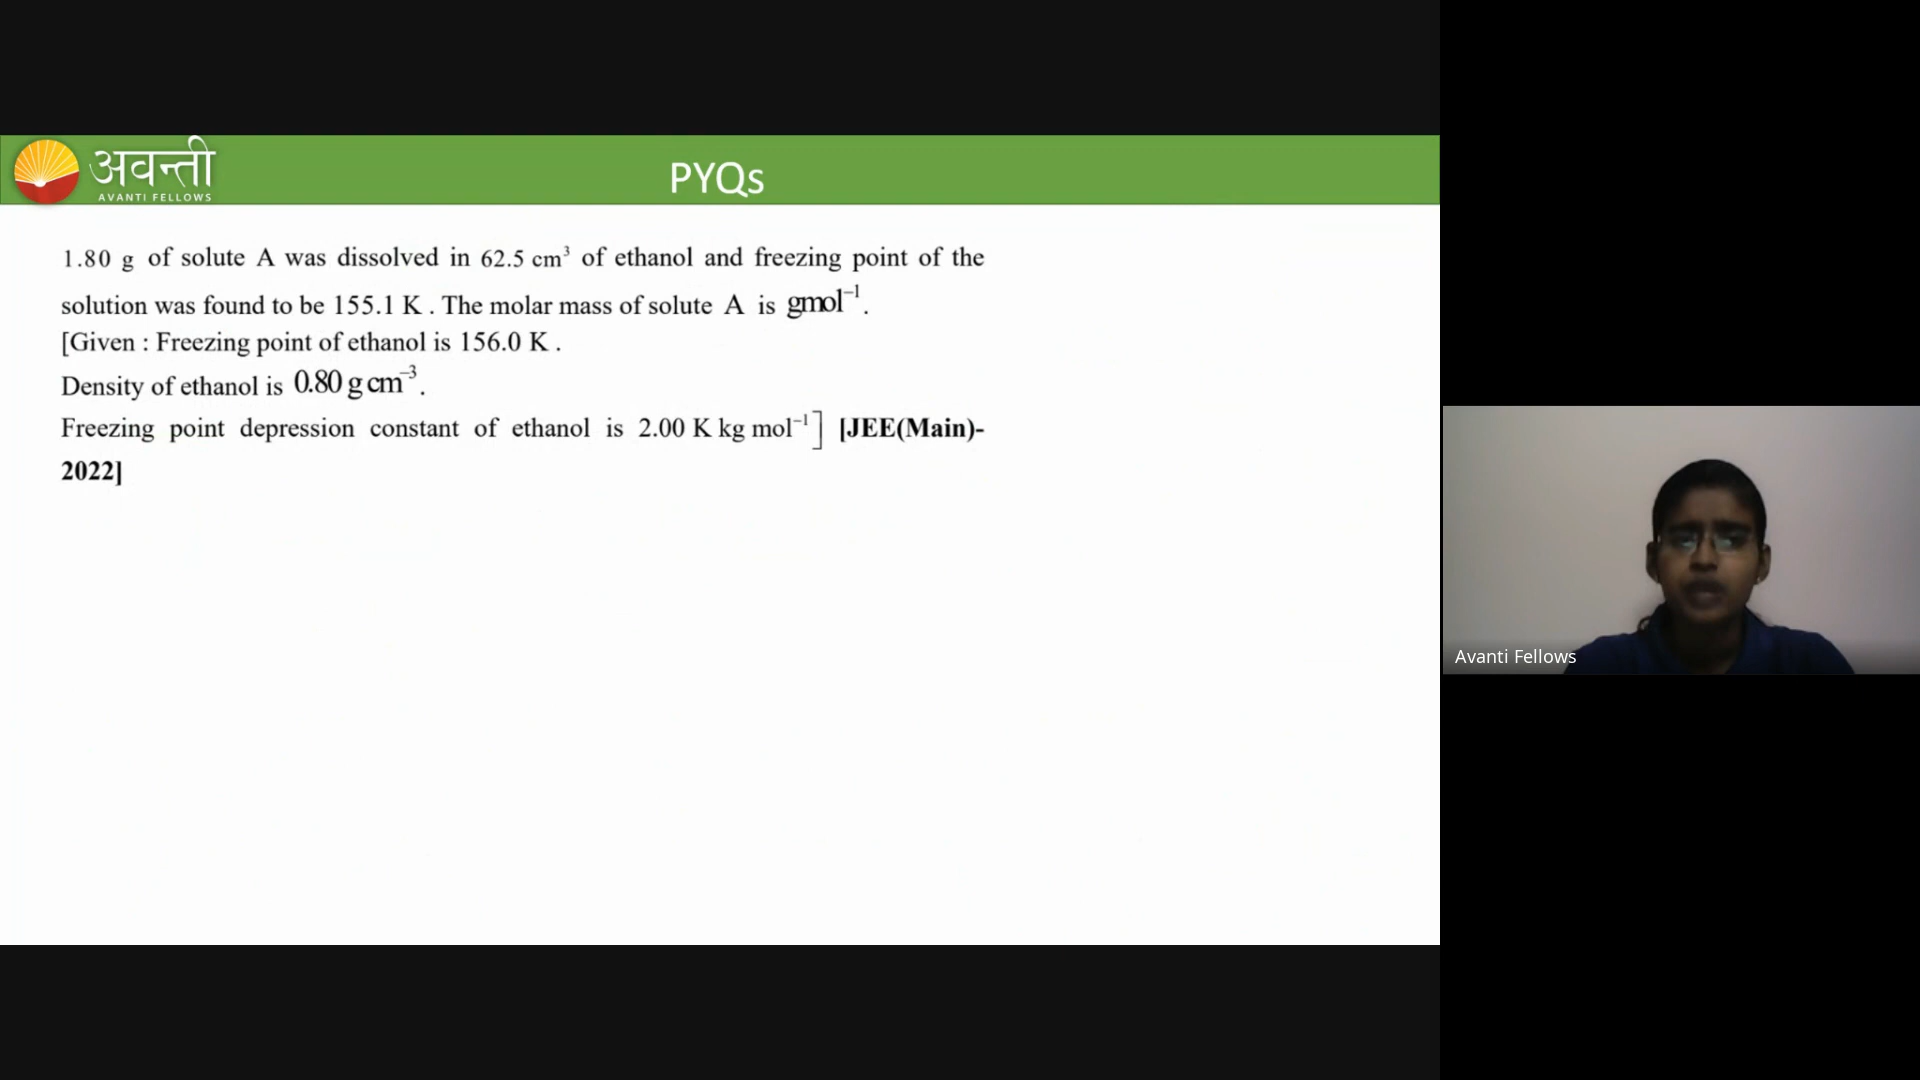 अवन्ती
AVANTI FELLOWS
PYQs
1.80 g of solute A was dissolved in 62.5 cm³ of ethanol and freezing point of the
solution was found to be 155.1 K . The molar mass of solute A is gmol⁻¹.
[Given : Freezing point of ethanol is 156.0 K .
Density of ethanol is 0.80 g cm⁻³.
Freezing point depression constant of ethanol is 2.00 K kg mol⁻¹] [JEE(Main)-
2022]
Avanti Fellows